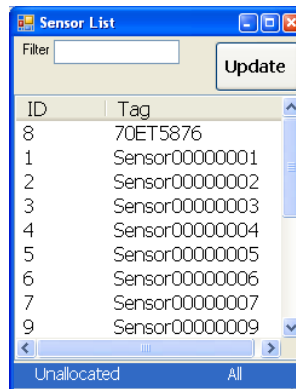 Sensor List
Filter
Update
ID Tag
8 70ET5876
1 Sensor00000001
2 Sensor00000002
3 Sensor00000003
4 Sensor00000004
5 Sensor00000005
6 Sensor00000006
7 Sensor00000007
9 Sensor00000009
Unallocated All